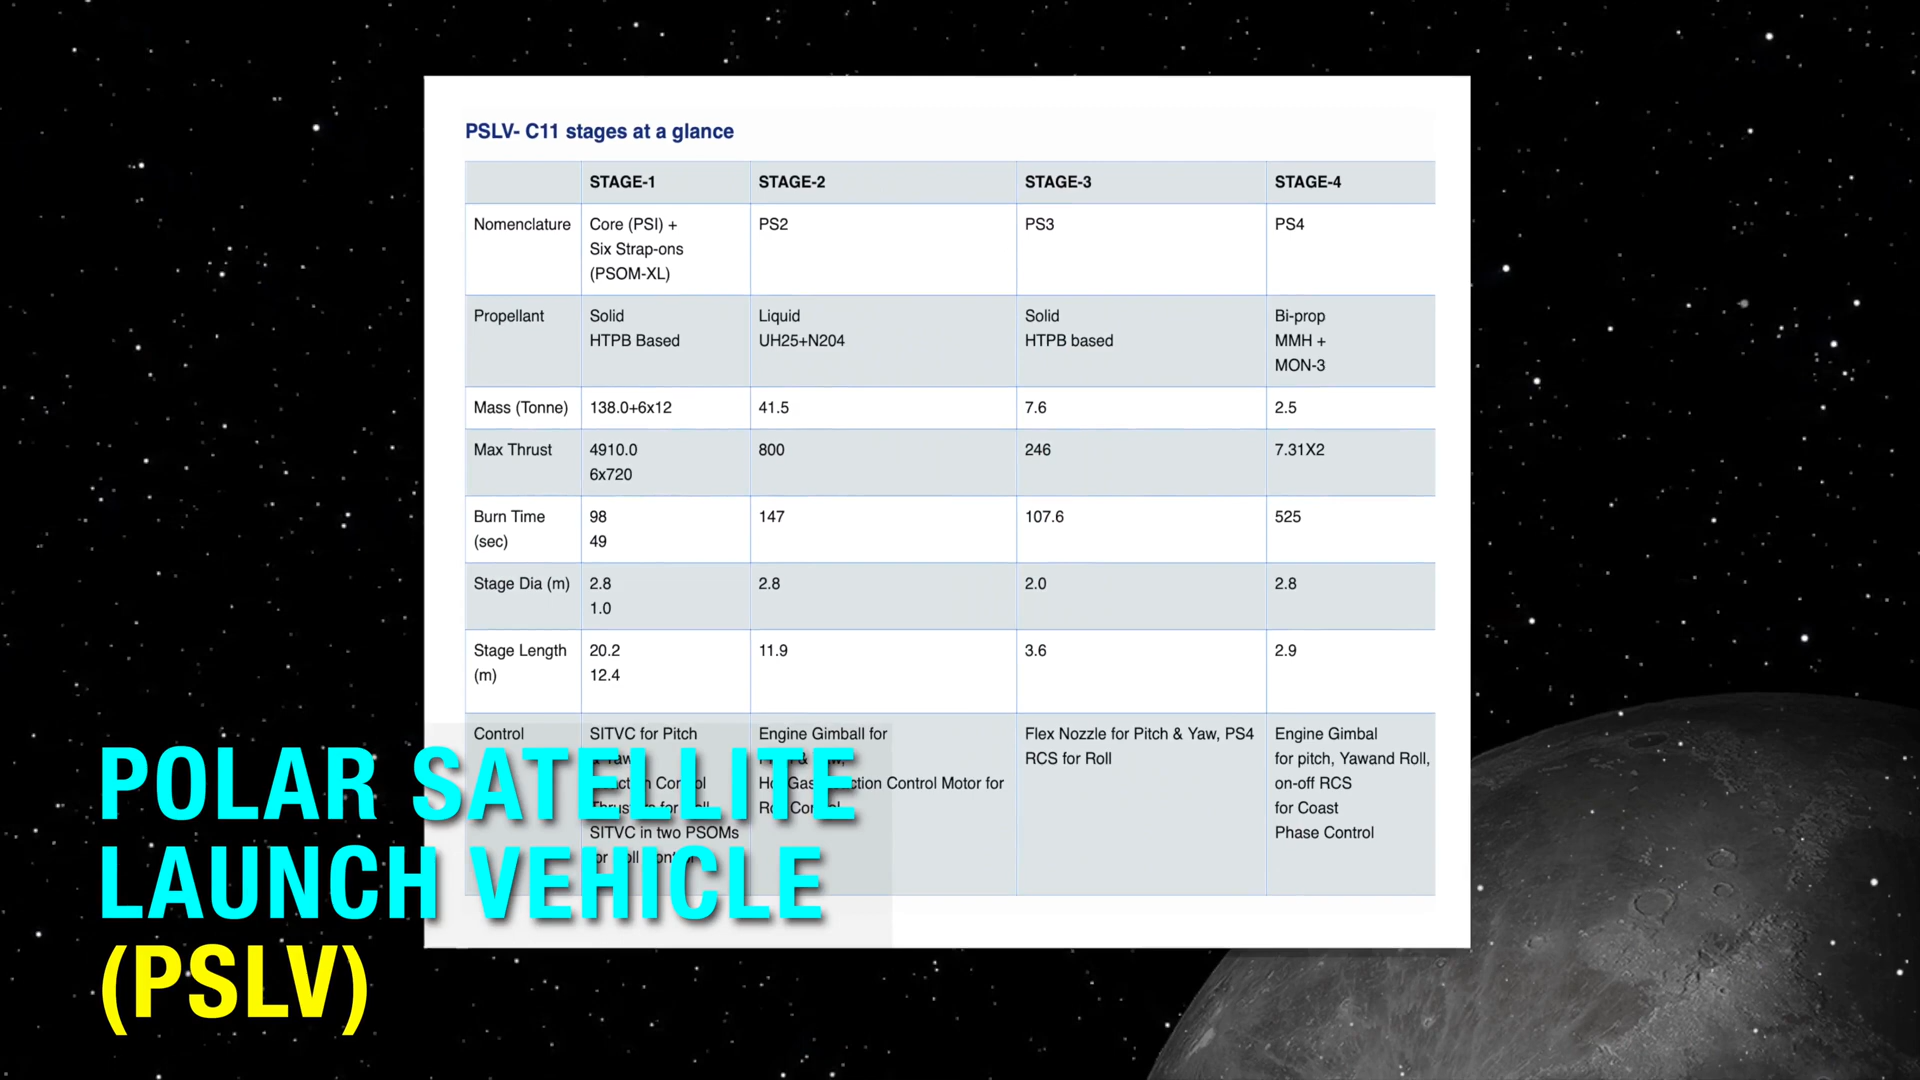 PSLV- C11 stages at a glance
STAGE-1 STAGE-2 STAGE-3 STAGE-4
Nomenclature Core (PSI) + PS2 PS3 PS4
Six Strap-ons
(PSOM-XL)
Propellant Solid Liquid Solid Bi-prop
HTPB Based UH25+N204 HTPB based MMH +
MON-3
Mass (Tonne) 138.0+6x12 41.5 7.6 2.5
Max Thrust 4910.0 800 246 7.31X2
6x720
Burn Time 98 147 107.6 525
(sec) 49
Stage Dia (m) 2.8 2.8 2.0 2.8
1.0
Stage Length 20.2 11.9 3.6 2.9
(m) 12.4
Control SITVC for Pitch Engine Gimball for Flex Nozzle for Pitch & Yaw, PS4 Engine Gimbal
RCS for Roll for pitch, Yawand Roll,
Control Control Motor for on-off RCS
for for Coast
SITVC in two PSOMs Phase Control
POLAR SATELLITE
LAUNCH VEHICLE
(PSLV)